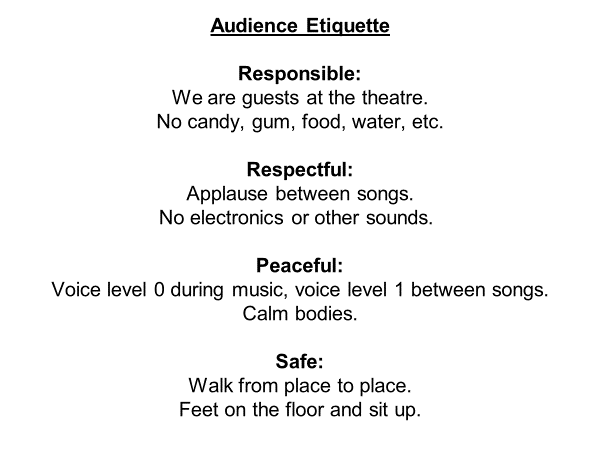 Audience Etiquette
Responsible:
We are guests at the theatre.
No candy, gum, food, water, etc.
Respectful:
Applause between songs.
No electronics or other sounds.
Peaceful:
Voice level 0 during music, voice level 1 between songs.
Calm bodies.
Safe:
Walk from place to place.
Feet on the floor and sit up.